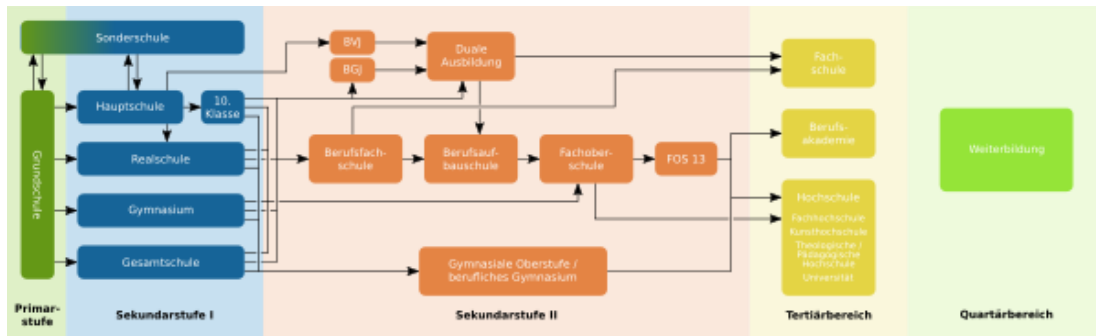 Sonderschule
Grundschule
Hauptschule
10.
Klasse
Realschule
Gymnasium
Gesamtschule
BVJ
BGJ
Duale
Ausbildung
Berufsfach-
schule
Berufsauf-
bauschule
Fachober-
schule
FOS 13
Gymnasiale Oberstufe /
berufliches Gymnasium
Fach-
schule
Berufs-
akademie
Hochschule
Fachhochschule
Kunsthochschule
Theologische /
Pädagogische
Hochschule
Universität
Weiterbildung
Primar-
stufe
Sekundarstufe I
Sekundarstufe II
Tertiärbereich
Quartärbereich